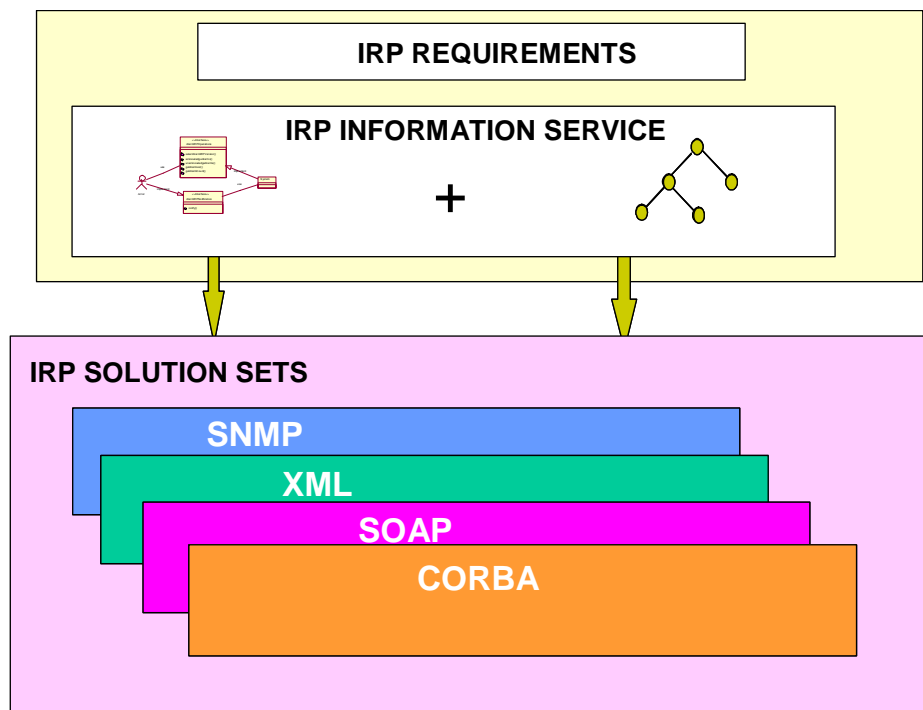 IRP REQUIREMENTS
IRP INFORMATION SERVICE
+
IRP SOLUTION SETS
SNMP
XML
SOAP
CORBA